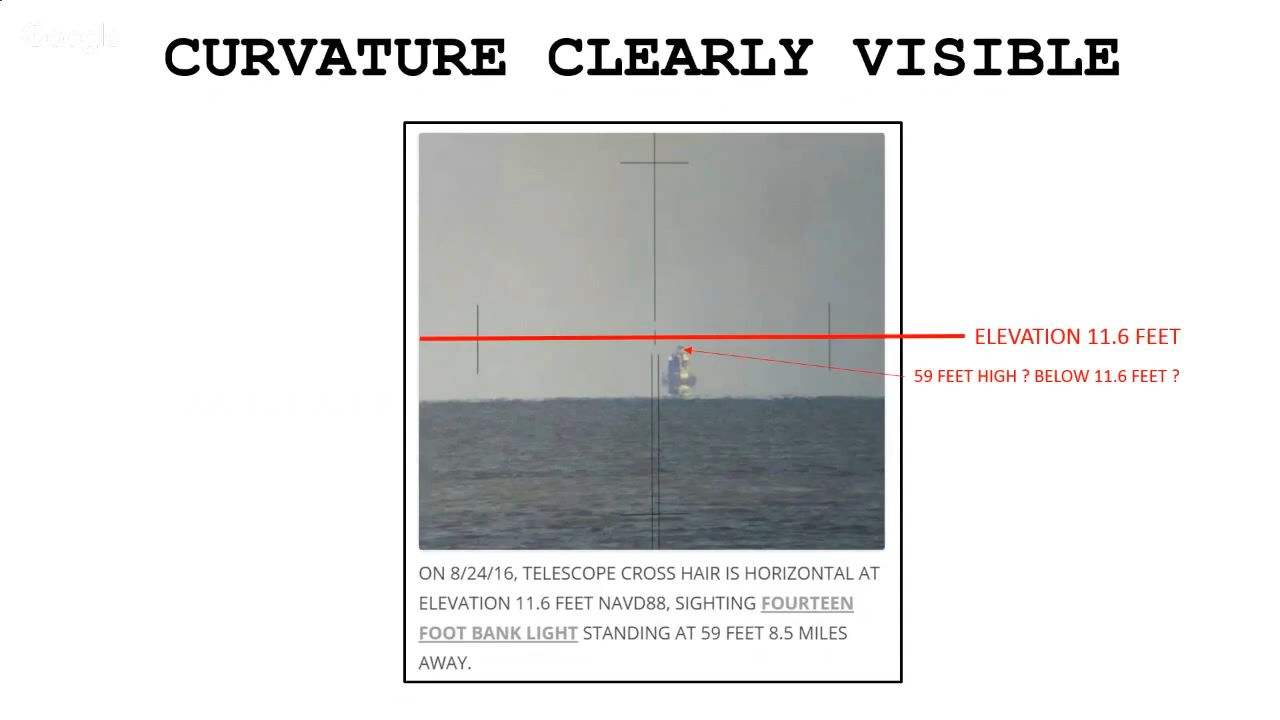 Google
CURVATURE CLEARLY VISIBLE
ELEVATION 11.6 FEET
59 FEET HIGH ? BELOW 11.6 FEET ?
ON 8/24/16, TELESCOPE CROSS HAIR IS HORIZONTAL AT
ELEVATION 11.6 FEET NAVD88, SIGHTING FOURTEEN
FOOT BANK LIGHT STANDING AT 59 FEET 8.5 MILES
AWAY.